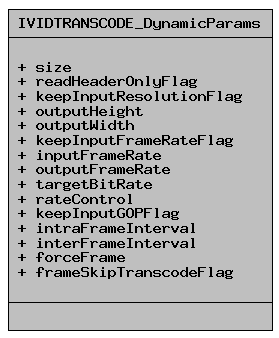 IVIDTRANSCODE_DynamicParams
+ size
+ readHeaderOnlyFlag
+ keepInputResolutionFlag
+ outputHeight
+ outputWidth
+ keepInputFrameRateFlag
+ inputFrameRate
+ outputFrameRate
+ targetBitRate
+ rateControl
+ keepInputGOPFlag
+ intraFrameInterval
+ interFrameInterval
+ forceFrame
+ frameSkipTranscodeFlag